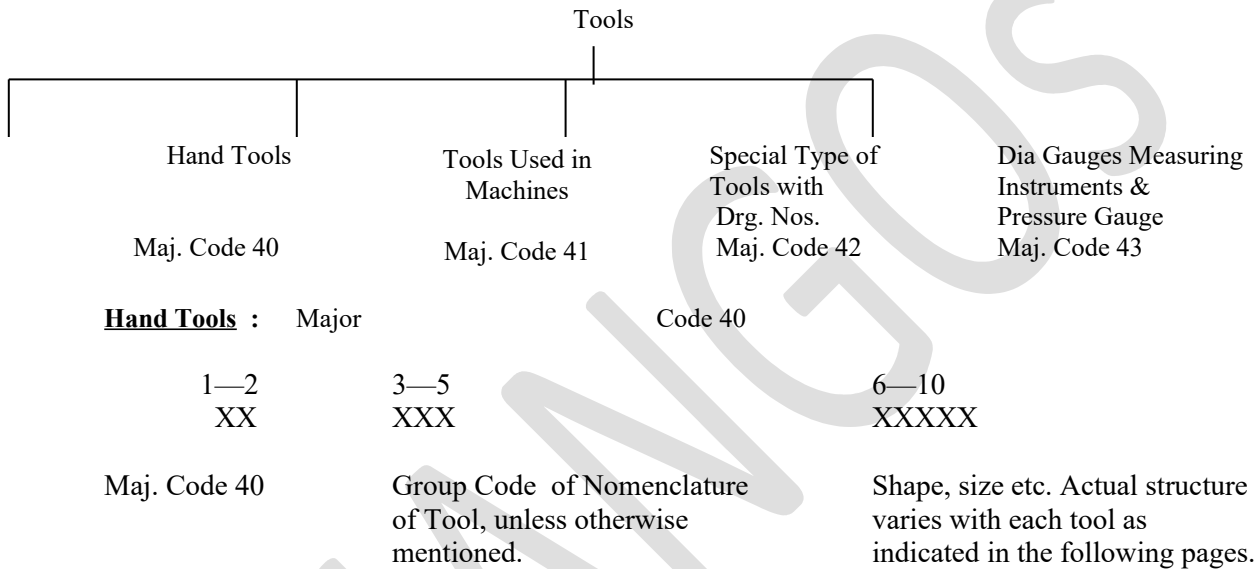 Tools
Hand Tools
Tools Used in
Machines
Special Type of
Tools with
Drg. Nos.
Dia Gauges Measuring
Instruments &
Pressure Gauge
Maj. Code 40
Maj. Code 41
Maj. Code 42
Maj. Code 43
Hand Tools : Major Code 40
1—2 3—5 6—10
XX XXX XXXXX
Maj. Code 40
Group Code of Nomenclature
of Tool, unless otherwise
mentioned.
Shape, size etc. Actual structure
varies with each tool as
indicated in the following pages.